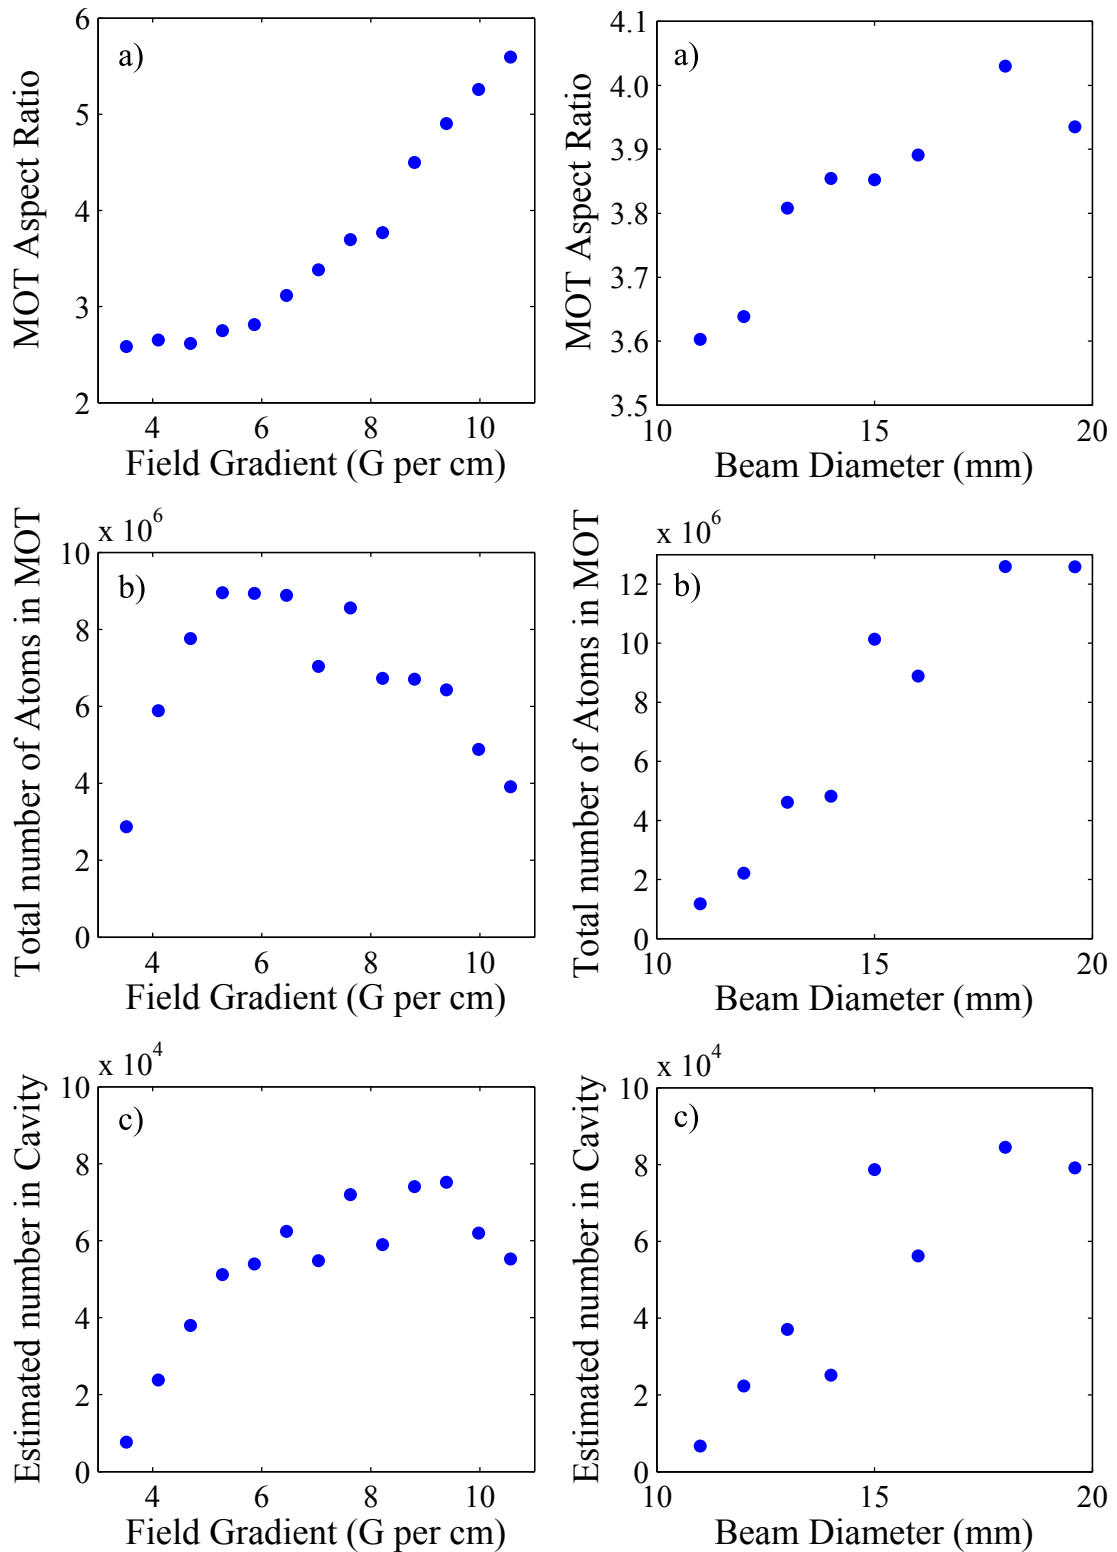 a)
MOT Aspect Ratio
6
5
4
3
2
4 6 8 10
Field Gradient (G per cm)
a)
MOT Aspect Ratio
4.1
4.0
3.9
3.8
3.7
3.6
3.5
10 15 20
Beam Diameter (mm)
x 10^6
b)
Total number of Atoms in MOT
10
8
6
4
2
0
4 6 8 10
Field Gradient (G per cm)
x 10^6
b)
Total number of Atoms in MOT
12
10
8
6
4
2
0
10 15 20
Beam Diameter (mm)
x 10^4
c)
Estimated number in Cavity
10
8
6
4
2
0
4 6 8 10
Field Gradient (G per cm)
x 10^4
c)
Estimated number in Cavity
10
8
6
4
2
0
10 15 20
Beam Diameter (mm)